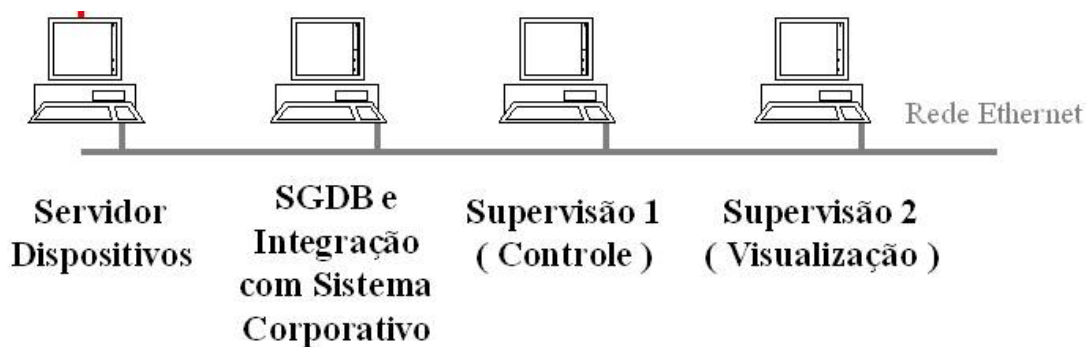 Rede Ethernet
Servidor
Dispositivos
SGDB e
Integração
com Sistema
Corporativo
Supervisão 1
( Controle )
Supervisão 2
( Visualização )